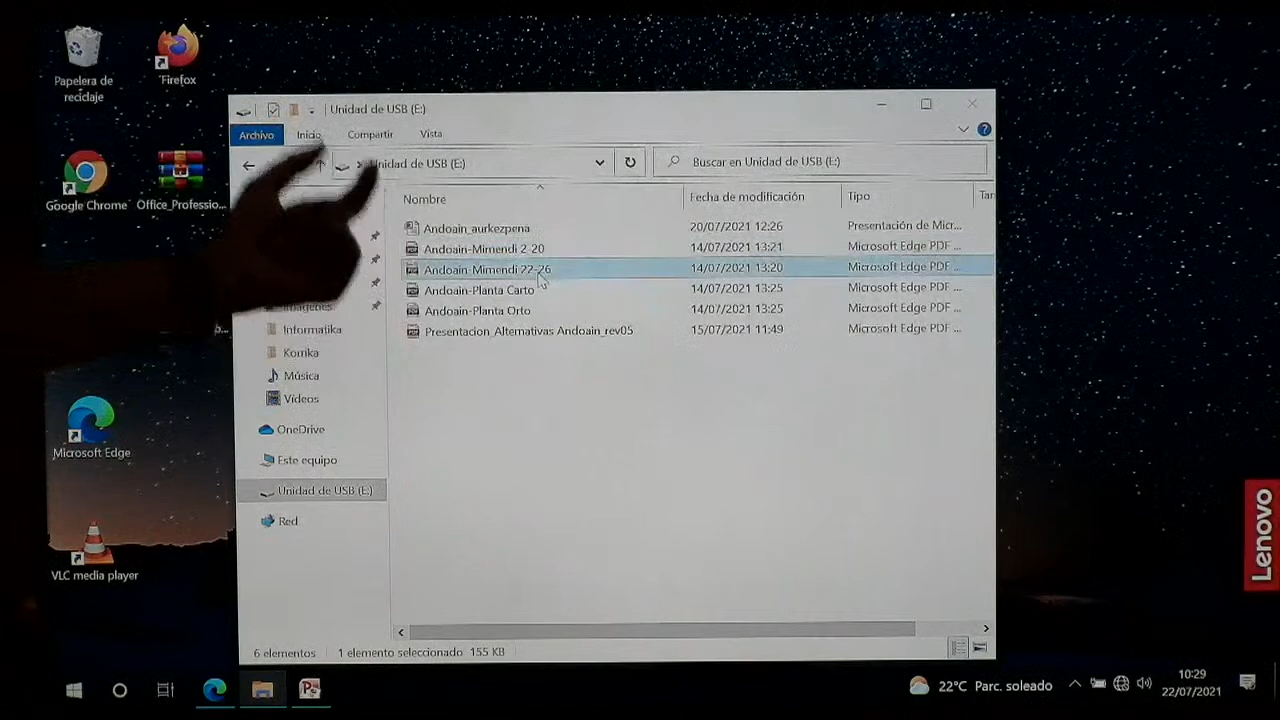 Papelera de
reciclaje
Firefox
Google Chrome
Office_Professio...
Microsoft Edge
VLC media player
Unidad de USB (E:)
Archivo
Inicio
Compartir
Vista
Unidad de USB (E:)
Buscar en Unidad de USB (E:)
Nombre
Fecha de modificación
Tipo
Tan
Andoain_aurkezpena
20/07/2021 12:26
Presentación de Micr...
Andoain-Mimendi 2-20
14/07/2021 13:21
Microsoft Edge PDF ...
Andoain-Mimendi 22-26
14/07/2021 13:20
Microsoft Edge PDF ...
Andoain-Planta Carto
14/07/2021 13:25
Microsoft Edge PDF ...
Andoain-Planta Orto
14/07/2021 13:25
Microsoft Edge PDF ...
Presentacion_Alternativas Andoain_rev05
15/07/2021 11:49
Microsoft Edge PDF ...
Imágenes
Informatika
Korrika
Música
Vídeos
OneDrive
Este equipo
Unidad de USB (E:)
Red
6 elementos
1 elemento seleccionado 155 KB
Lenovo
22°C Parc. soleado
10:29
22/07/2021